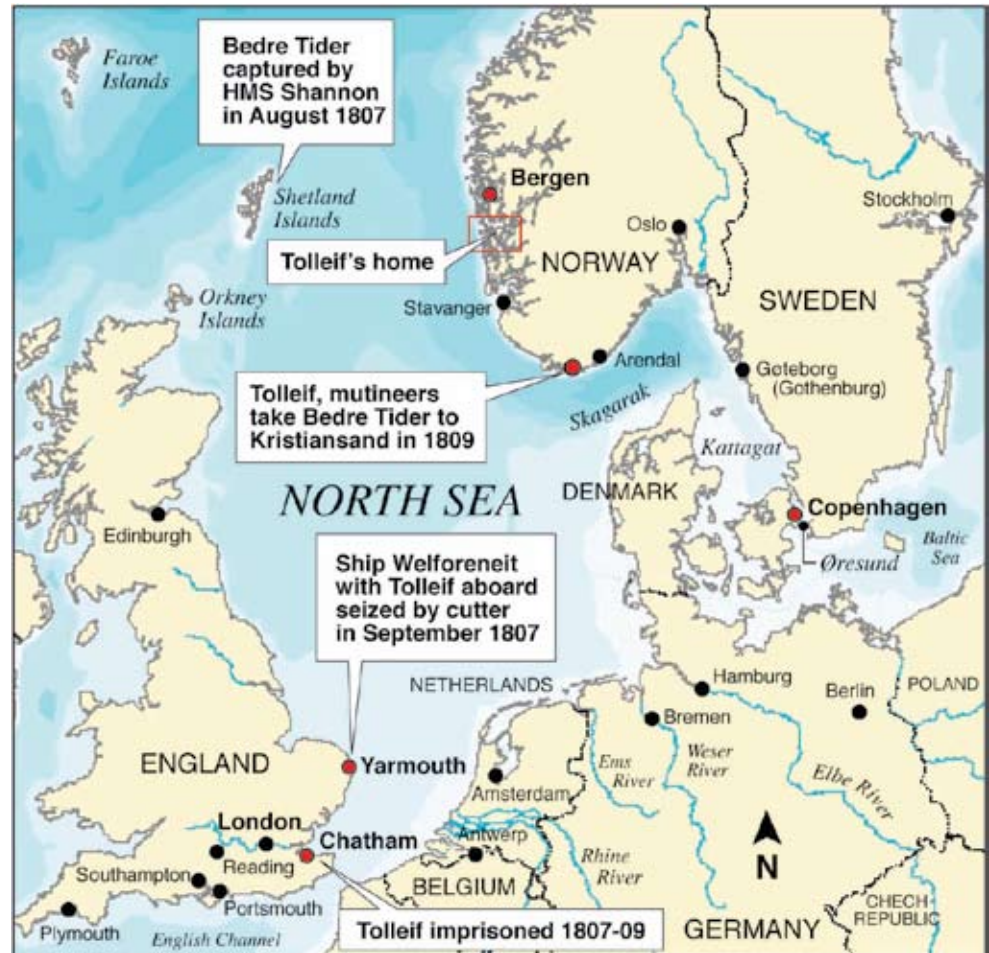 Faroe
Islands
Bedre Tider
captured by
HMS Shannon
in August 1807
Shetland
Islands
Bergen
Tolleif's home
Oslo
Stockholm
NORWAY
SWEDEN
Orkney
Islands
Stavanger
Arendal
Gøteborg
(Gothenburg)
Tolleif, mutineers
take Bedre Tider to
Kristiansand in 1809
Skagarak
Kattagat
NORTH SEA
DENMARK
Copenhagen
Baltic
Sea
Øresund
Edinburgh
Ship Welforeneit
with Tolleif aboard
seized by cutter
in September 1807
NETHERLANDS
Hamburg
Berlin
POLAND
Bremen
ENGLAND
Yarmouth
Amsterdam
Ems
River
Weser
River
Elbe River
London
Chatham
Reading
Antwerp
Rhine
River
N
Southampton
Portsmouth
BELGIUM
Plymouth
English Channel
Tolleif imprisoned 1807-09
GERMANY
CHECH
REPUBLIC